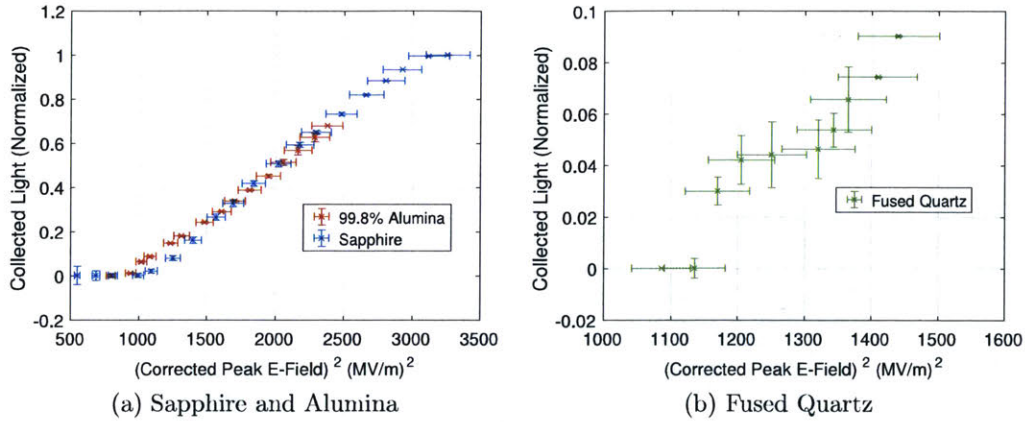 1.2
1
0.8
0.6
0.4
0.2
0
-0.2
500 1000 1500 2000 2500 3000 3500
Collected Light (Normalized)
(Corrected Peak E-Field) 2 (MV/m)2
99.8% Alumina
Sapphire
(a) Sapphire and Alumina
0.1
0.08
0.06
0.04
0.02
0
-0.02
1000 1100 1200 1300 1400 1500 1600
Collected Light (Normalized)
(Corrected Peak E-Field) 2 (MV/m)2
Fused Quartz
(b) Fused Quartz